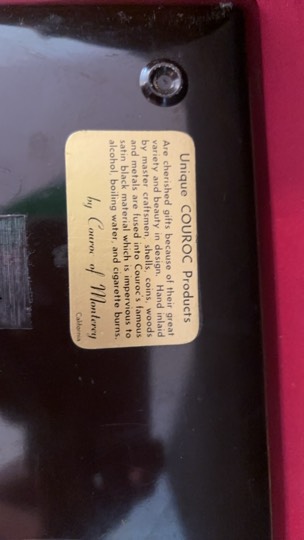 Unique COUROC Products
Are cherished gifts because of their great
variety and beauty in design. Hand inlaid
by master craftsmen, shells, coins, woods
and metals are fused into Couroc's famous
satin black material which is impervious to
alcohol, boiling water, and cigarette burns.
by Couroc of Monterey
California